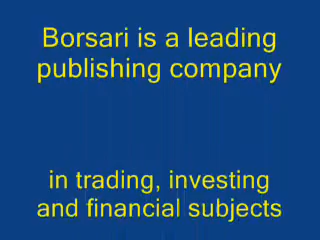 Borsari is a leading
publishing company
in trading, investing
and financial subjects